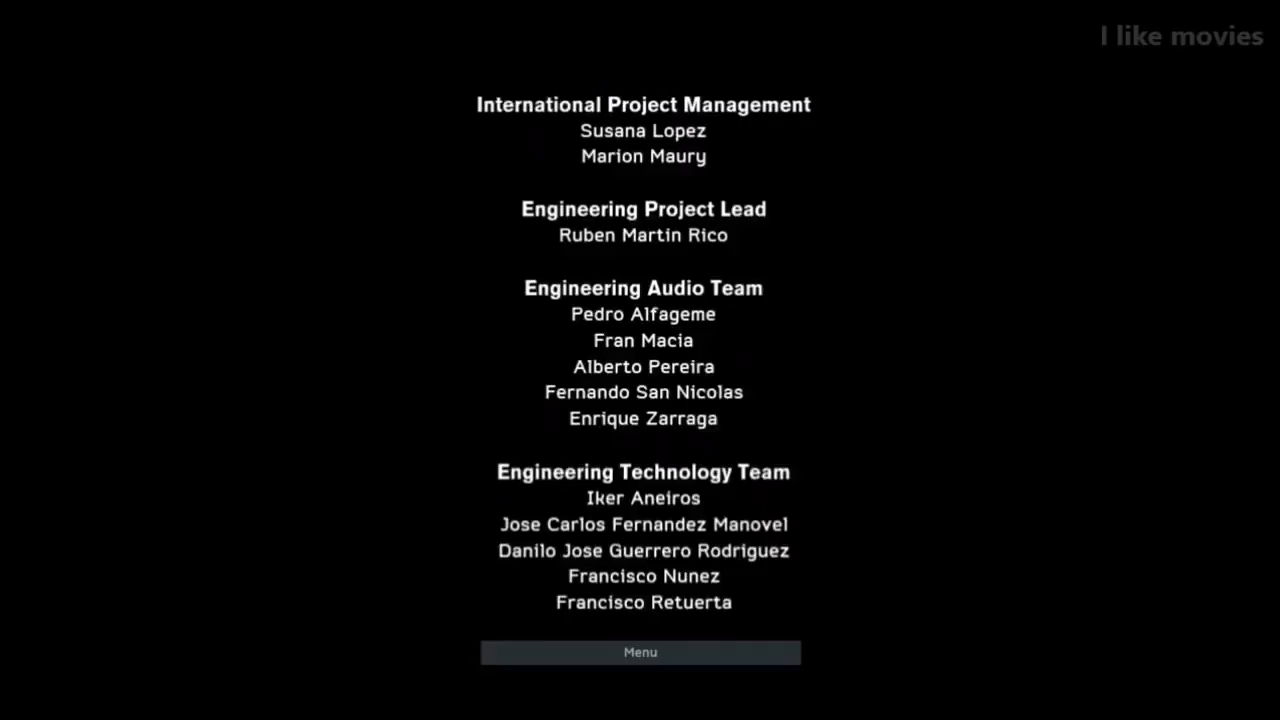 I like movies
International Project Management
Susana Lopez
Marion Maury
Engineering Project Lead
Ruben Martin Rico
Engineering Audio Team
Pedro Alfageme
Fran Macia
Alberto Pereira
Fernando San Nicolas
Enrique Zarraga
Engineering Technology Team
Iker Aneiros
Jose Carlos Fernandez Manovel
Danilo Jose Guerrero Rodriguez
Francisco Nunez
Francisco Retuerta
Menu